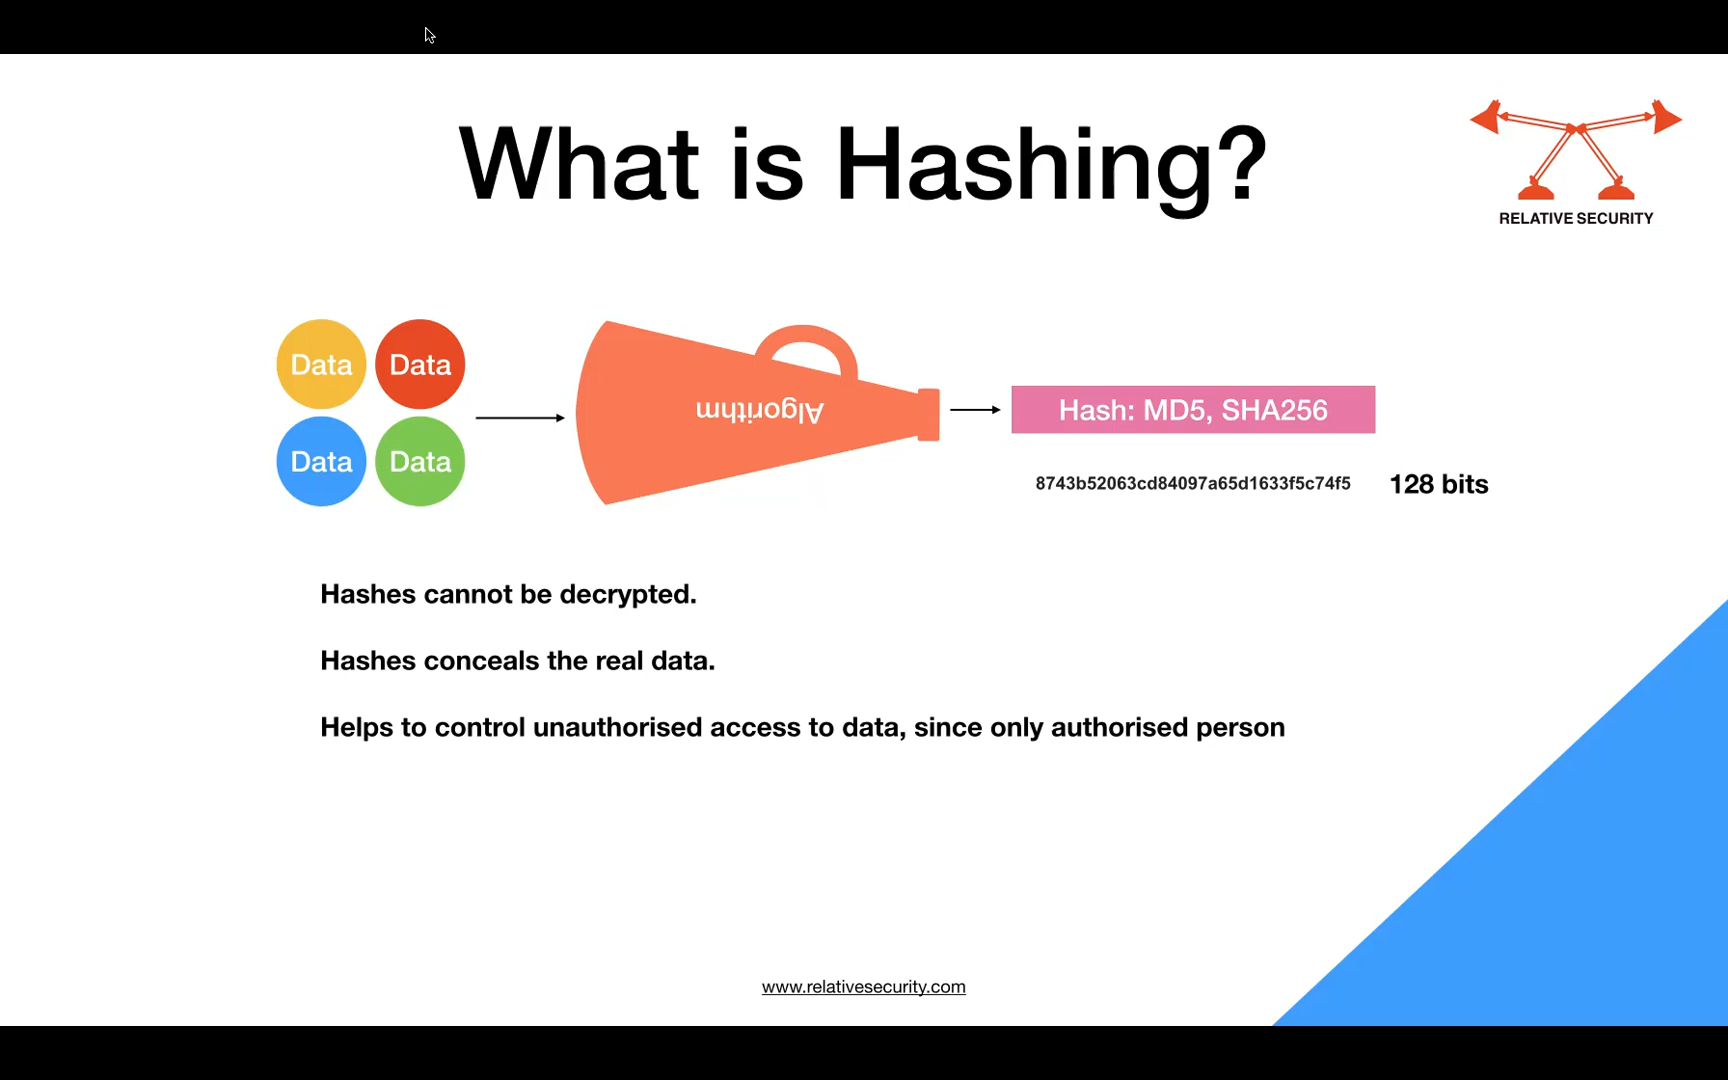 What is Hashing?
RELATIVE SECURITY
Data Data
Data Data
Algorithm
Hash: MD5, SHA256
8743b52063cd84097a65d1633f5c74f5 128 bits
Hashes cannot be decrypted.
Hashes conceals the real data.
Helps to control unauthorised access to data, since only authorised person
www.relativesecurity.com